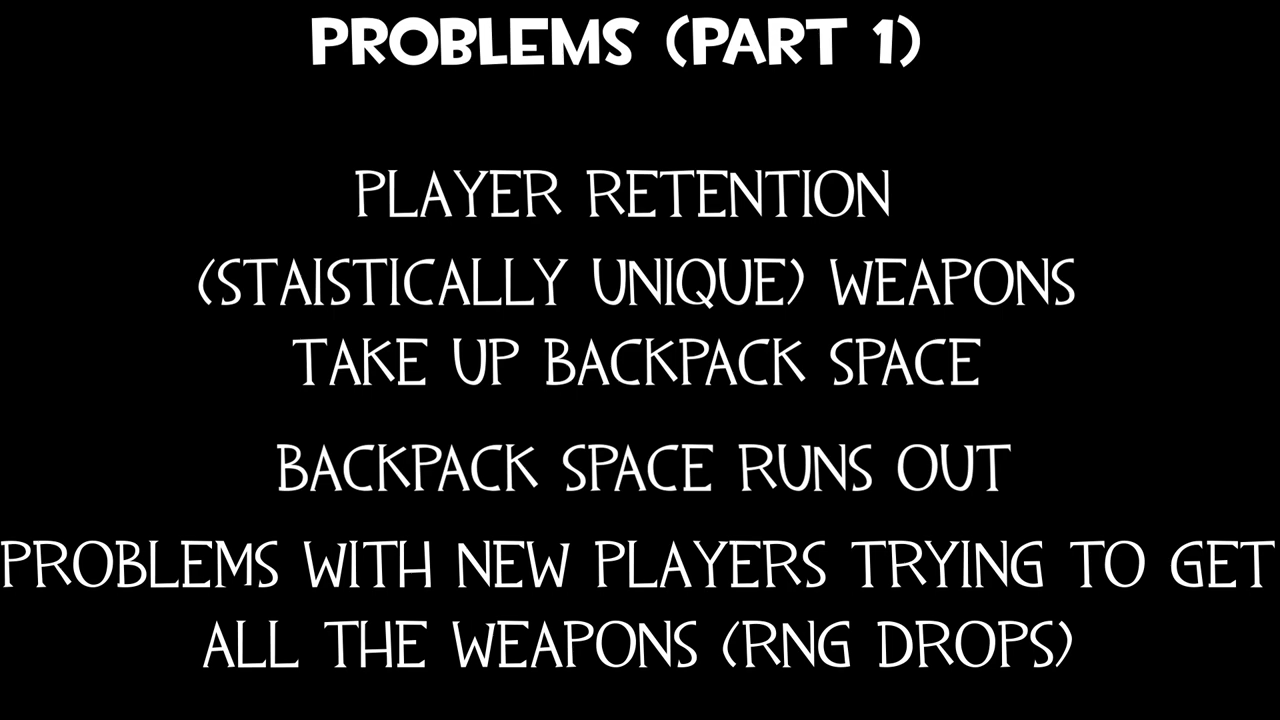 PROBLEMS (PART 1)
PLAYER RETENTION
(STAISTICALLY UNIQUE) WEAPONS
TAKE UP BACKPACK SPACE
BACKPACK SPACE RUNS OUT
PROBLEMS WITH NEW PLAYERS TRYING TO GET
ALL THE WEAPONS (RNG DROPS)